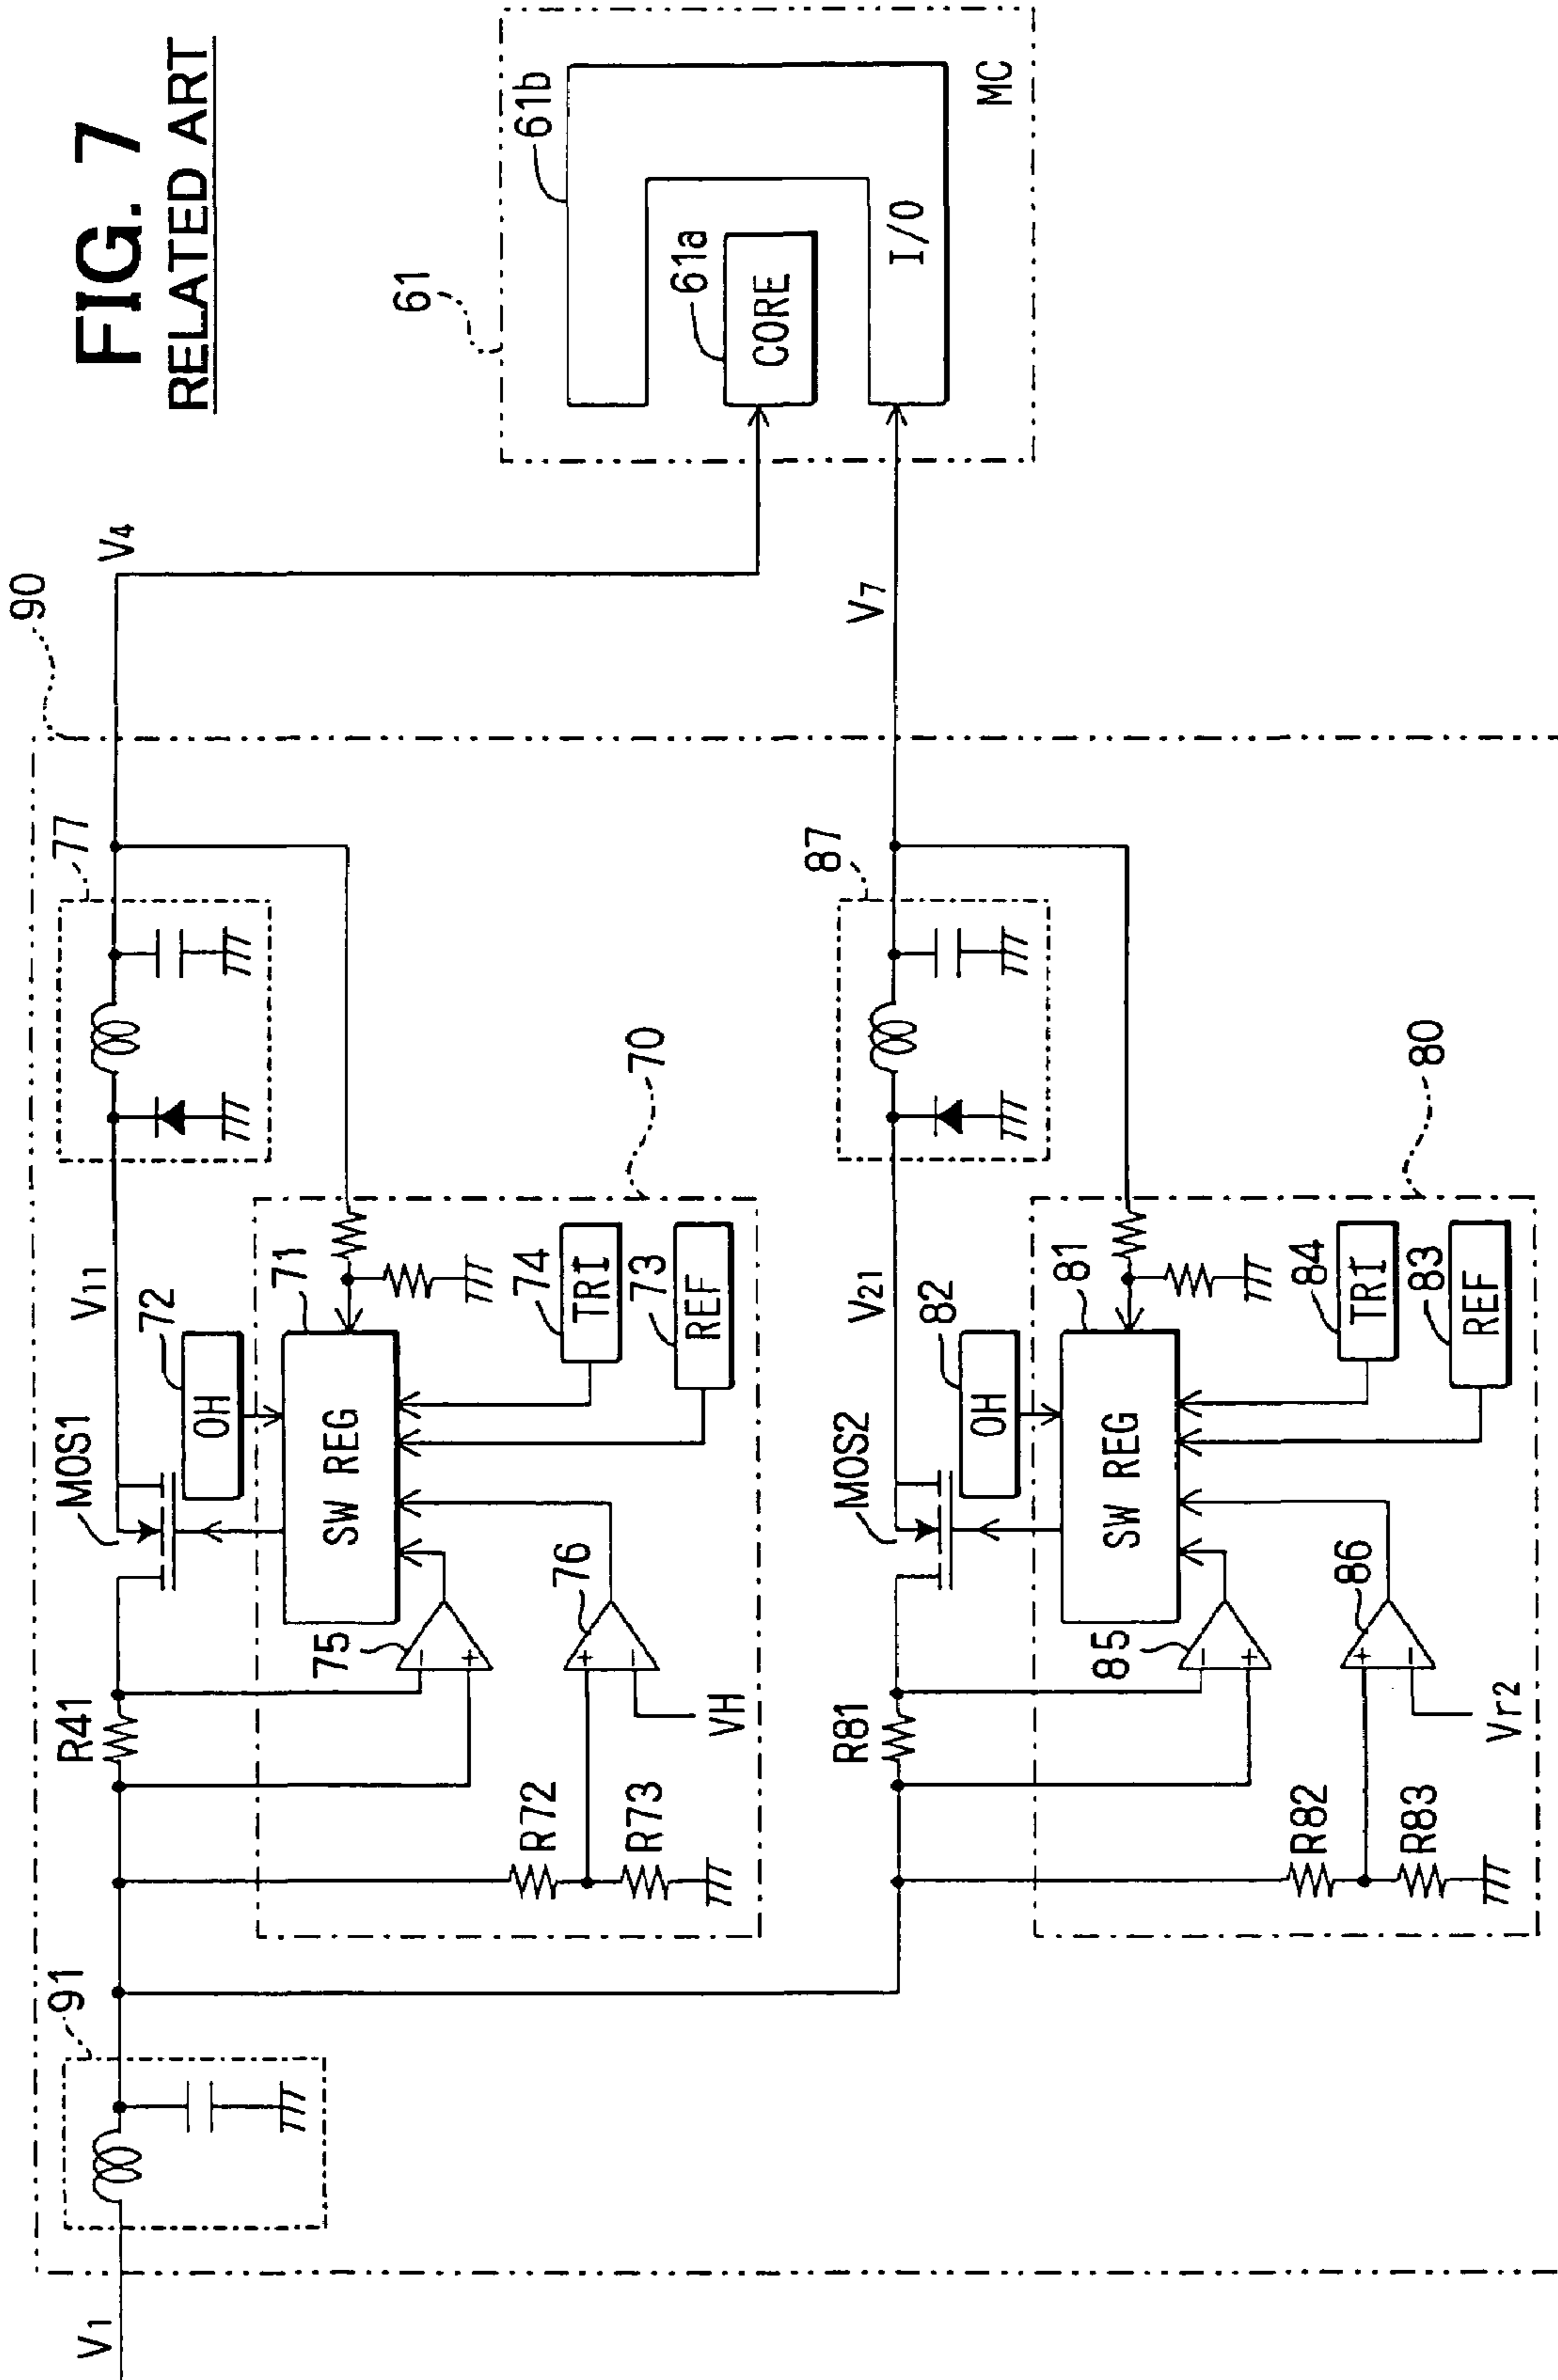 FIG. 7
RELATED ART
90
V1
91
R41
MOS1
V11
77
V4
72
OH
70
71
SW REG
75
-
+
76
+
-
VH
R72
R73
74
TRI
73
REF
61
61a
CORE
61b
I/O
MC
R81
MOS2
V21
87
V7
82
OH
80
81
SW REG
85
-
+
86
+
-
Vr2
R82
R83
84
TRI
83
REF